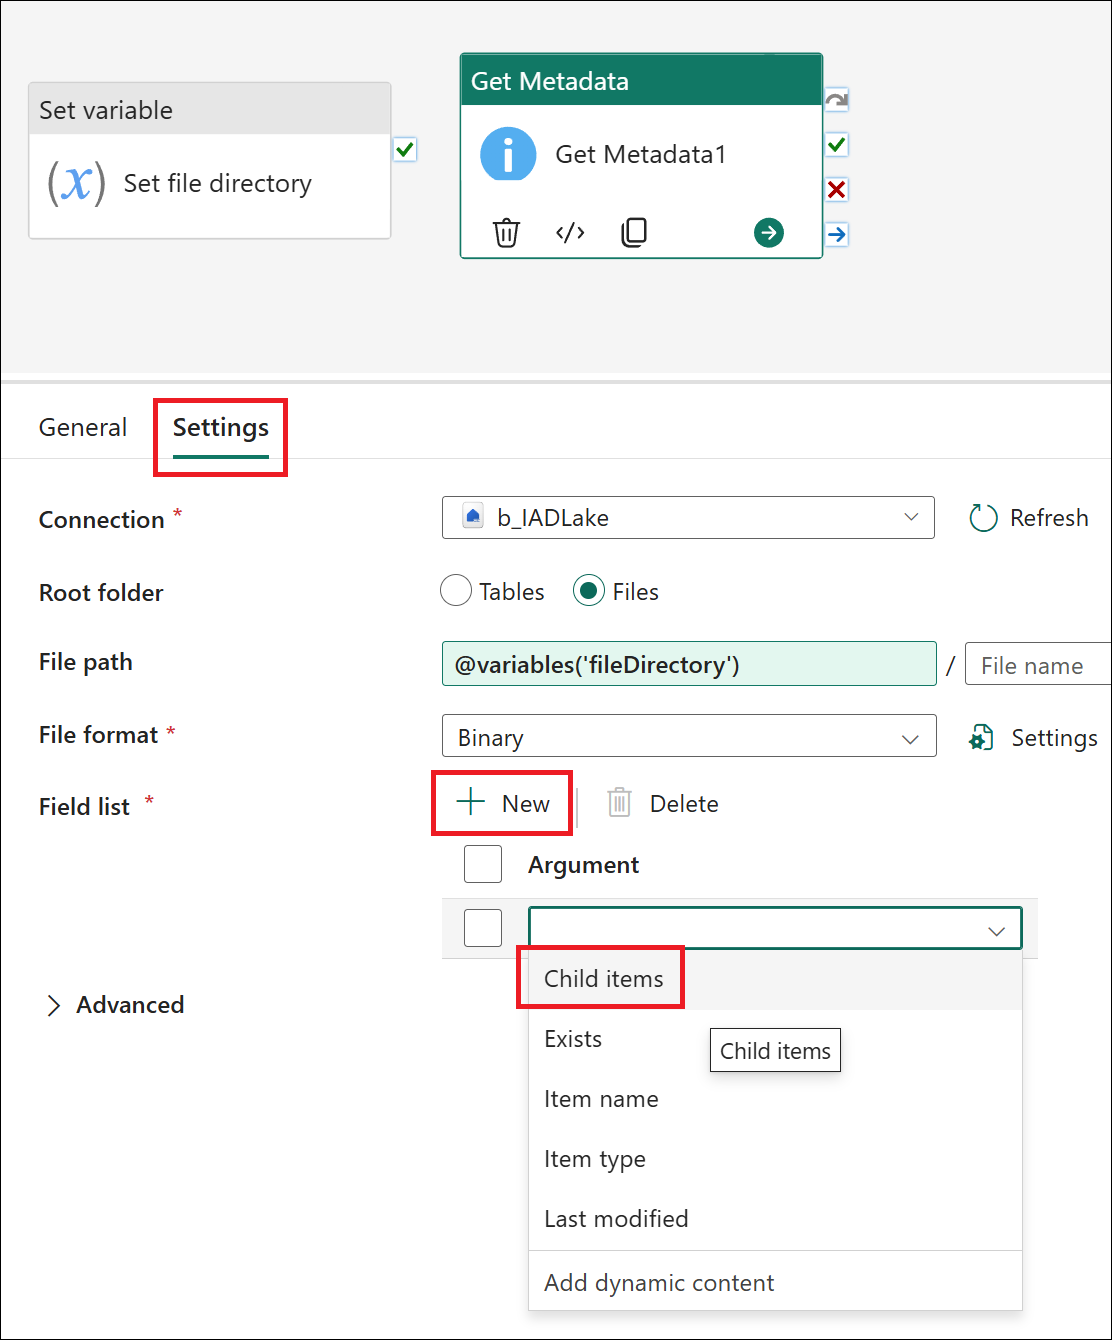 Set variable
(x) Set file directory
Get Metadata
i Get Metadata1
</>
General Settings
Connection * b_IADLake Refresh
Root folder Tables Files
File path @variables('fileDirectory') / File name
File format * Binary Settings
Field list * New Delete
Argument
Child items
Advanced
Exists
Child items
Item name
Item type
Last modified
Add dynamic content